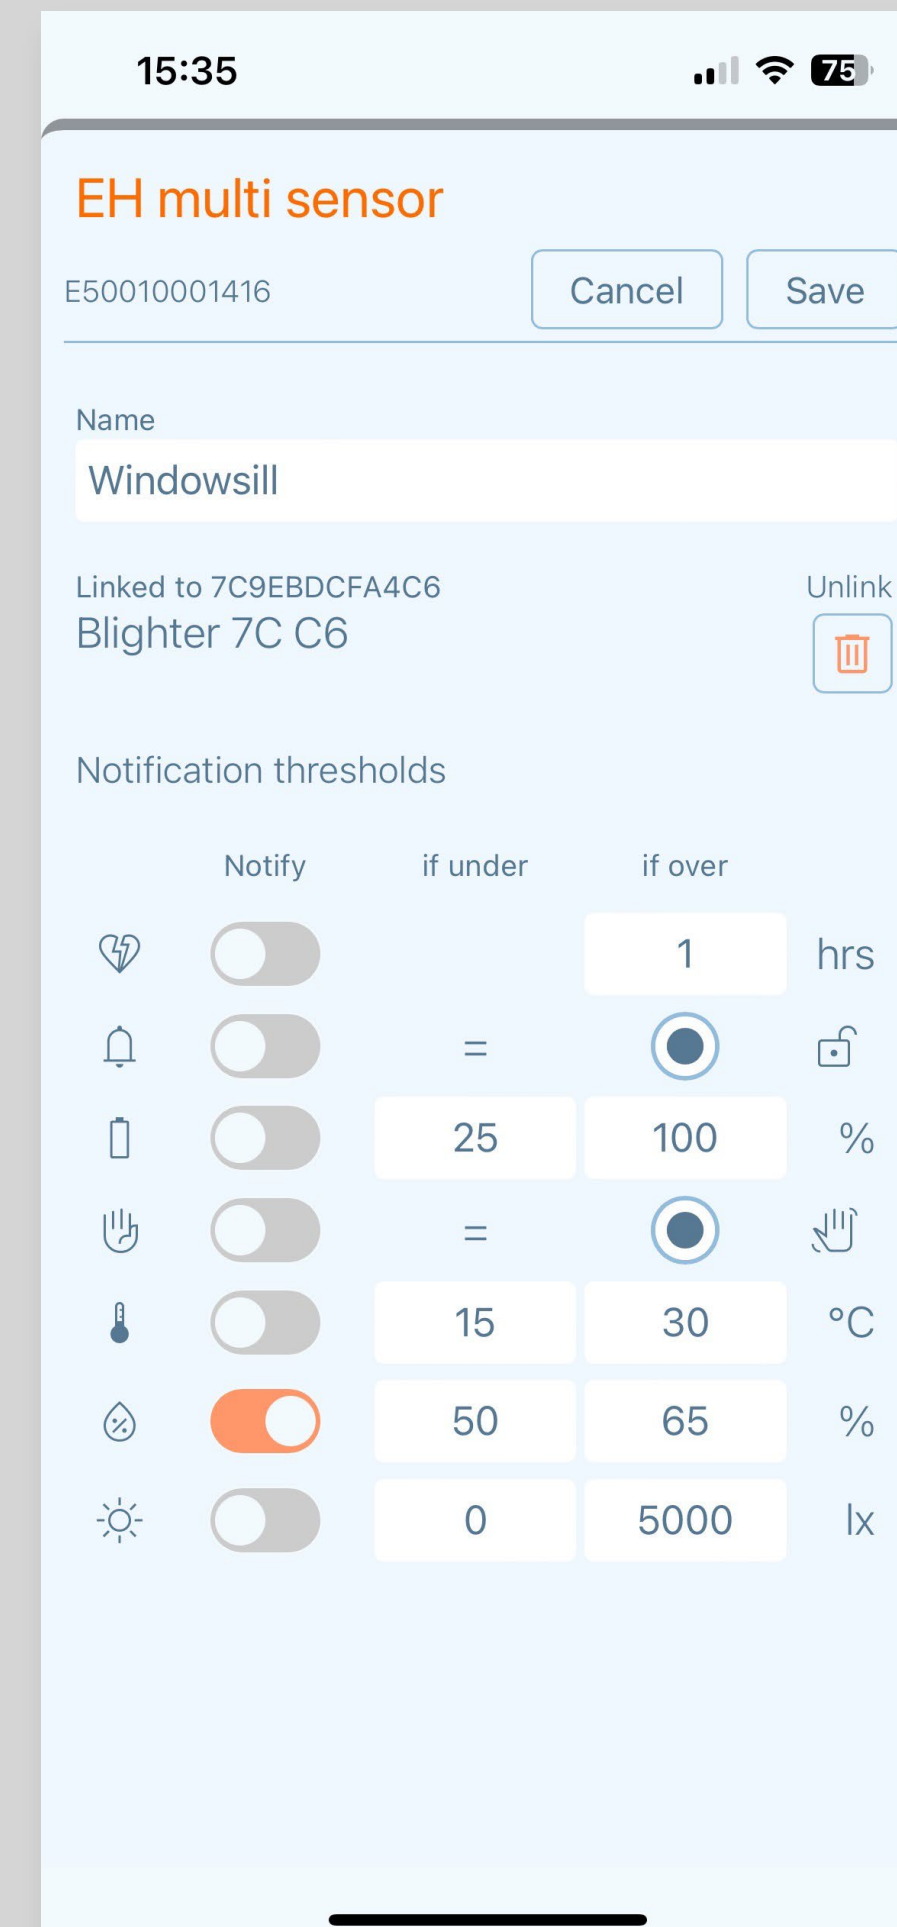 15:35
75
EH multi sensor
E50010001416 Cancel Save
Name
Windowsill
Linked to 7C9EBDCFA4C6 Unlink
Blighter 7C C6
Notification thresholds
Notify if under if over
1 hrs
=
25 100 %
=
15 30 °C
50 65 %
0 5000 lx